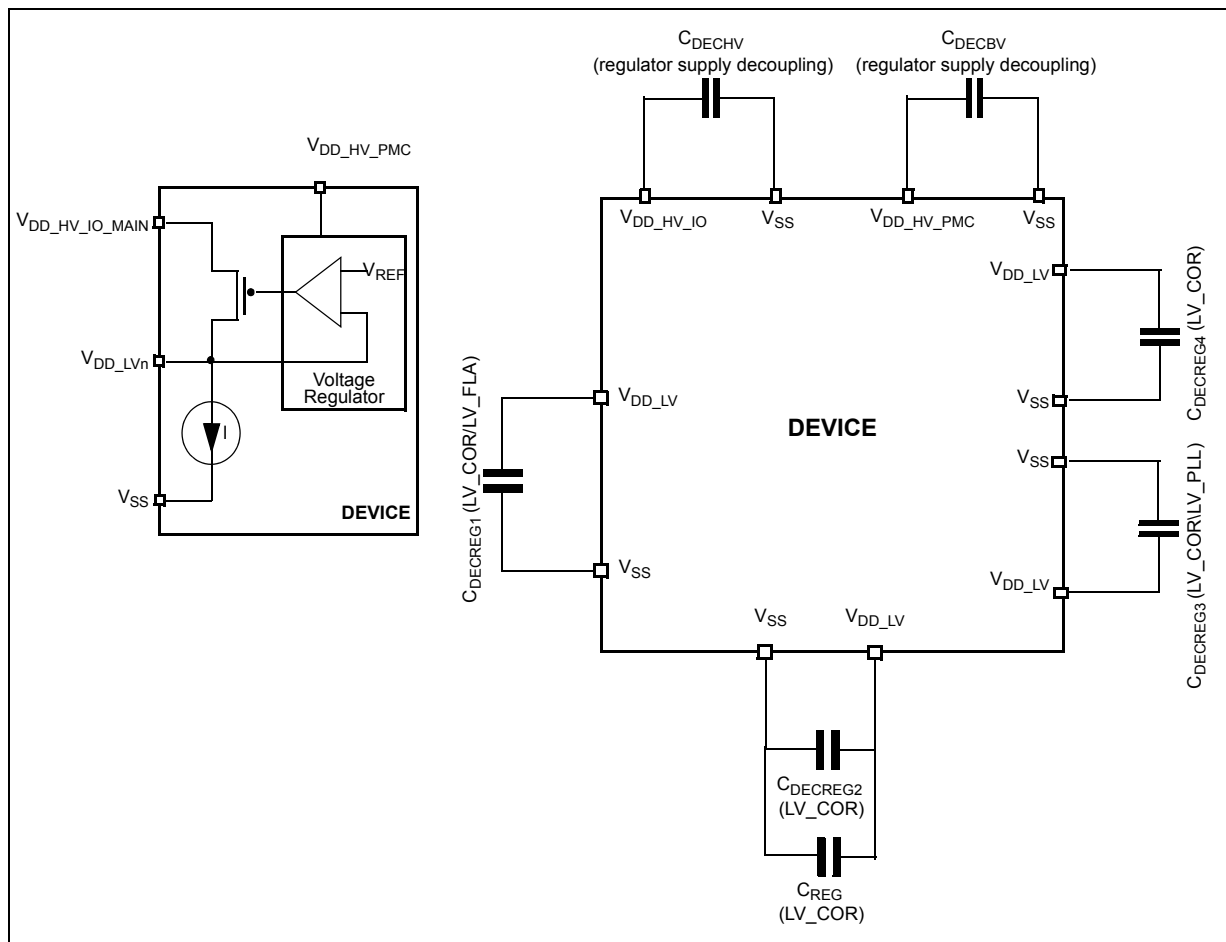 CDECHV
(regulator supply decoupling)
CDECBV
(regulator supply decoupling)
VDD_HV_PMC
VDD_HV_IO_MAIN
VREF
VDD_LVn
Voltage
Regulator
I
VSS
DEVICE
VDD_HV_IO
VSS
VDD_HV_PMC
VSS
VDD_LV
CDECREG4 (LV_COR)
VSS
CDECREG1 (LV_COR/LV_FLA)
VDD_LV
DEVICE
VSS
VSS
VDD_LV
CDECREG3 (LV_COR\LV_PLL)
VSS
VDD_LV
CDECREG2
(LV_COR)
CREG
(LV_COR)